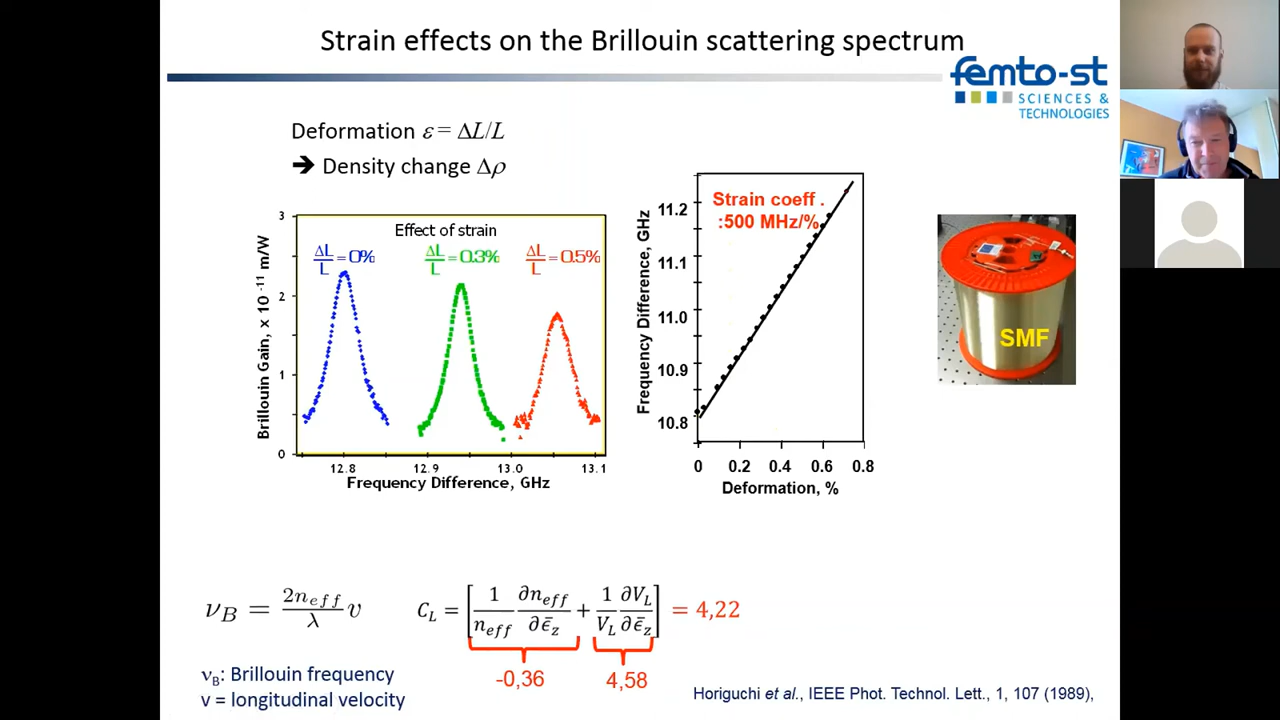 Strain effects on the Brillouin scattering spectrum
femto-st
SCIENCES &
TECHNOLOGIES
Deformation ε = ΔL/L
➔ Density change Δρ
Effect of strain
ΔL/L =0%
ΔL/L =0.3%
ΔL/L =0.5%
Brillouin Gain, x 10⁻¹¹ m/W
3
2
1
0
12.8 12.9 13.0 13.1
Frequency Difference, GHz
Strain coeff .
:500 MHz/%
Frequency Difference, GHz
11.2
11.1
11.0
10.9
10.8
0 0.2 0.4 0.6 0.8
Deformation, %
SMF
ν_B = 2n_eff/λ v
C_L = [1/n_eff ∂n_eff/∂ε̄_z + 1/V_L ∂V_L/∂ε̄_z] = 4,22
-0,36
4,58
ν_B: Brillouin frequency
v = longitudinal velocity
Horiguchi et al., IEEE Phot. Technol. Lett., 1, 107 (1989),